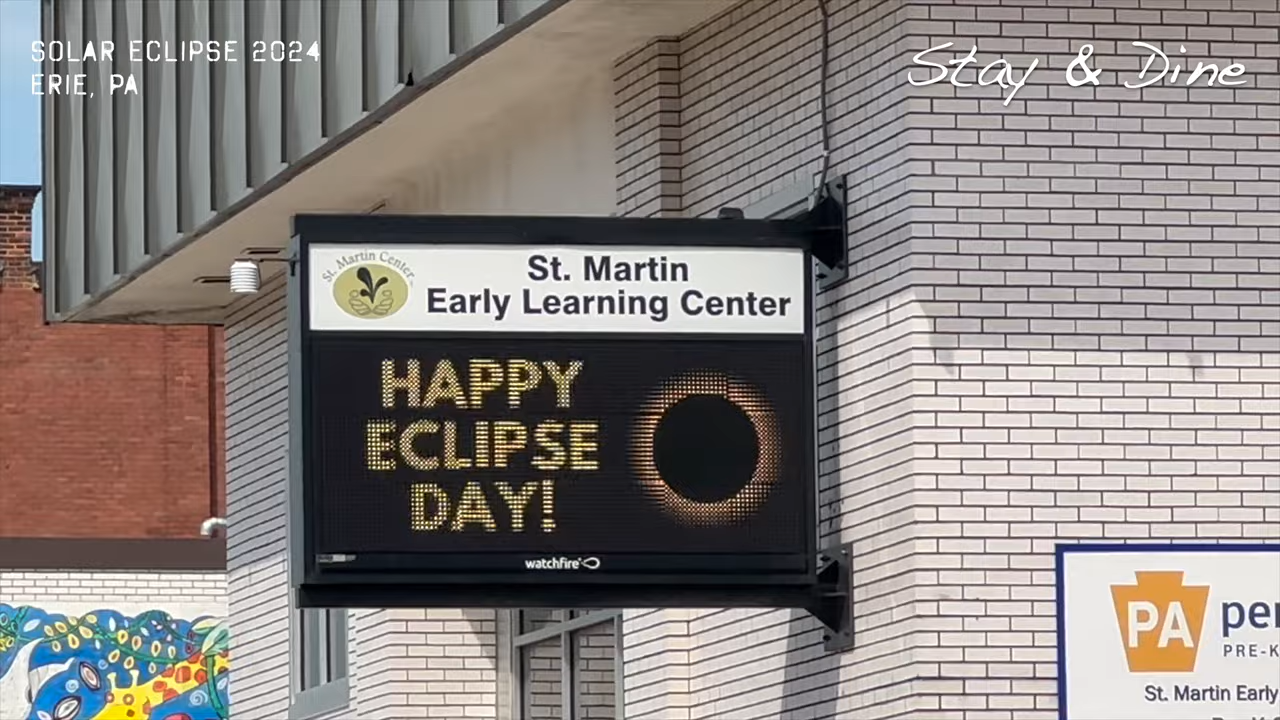 SOLAR ECLIPSE 2024
ERIE, PA
Stay & Dine
St. Martin Center
St. Martin
Early Learning Center
HAPPY
ECLIPSE
DAY!
watchfire
PA
PRE-K
St. Martin Early